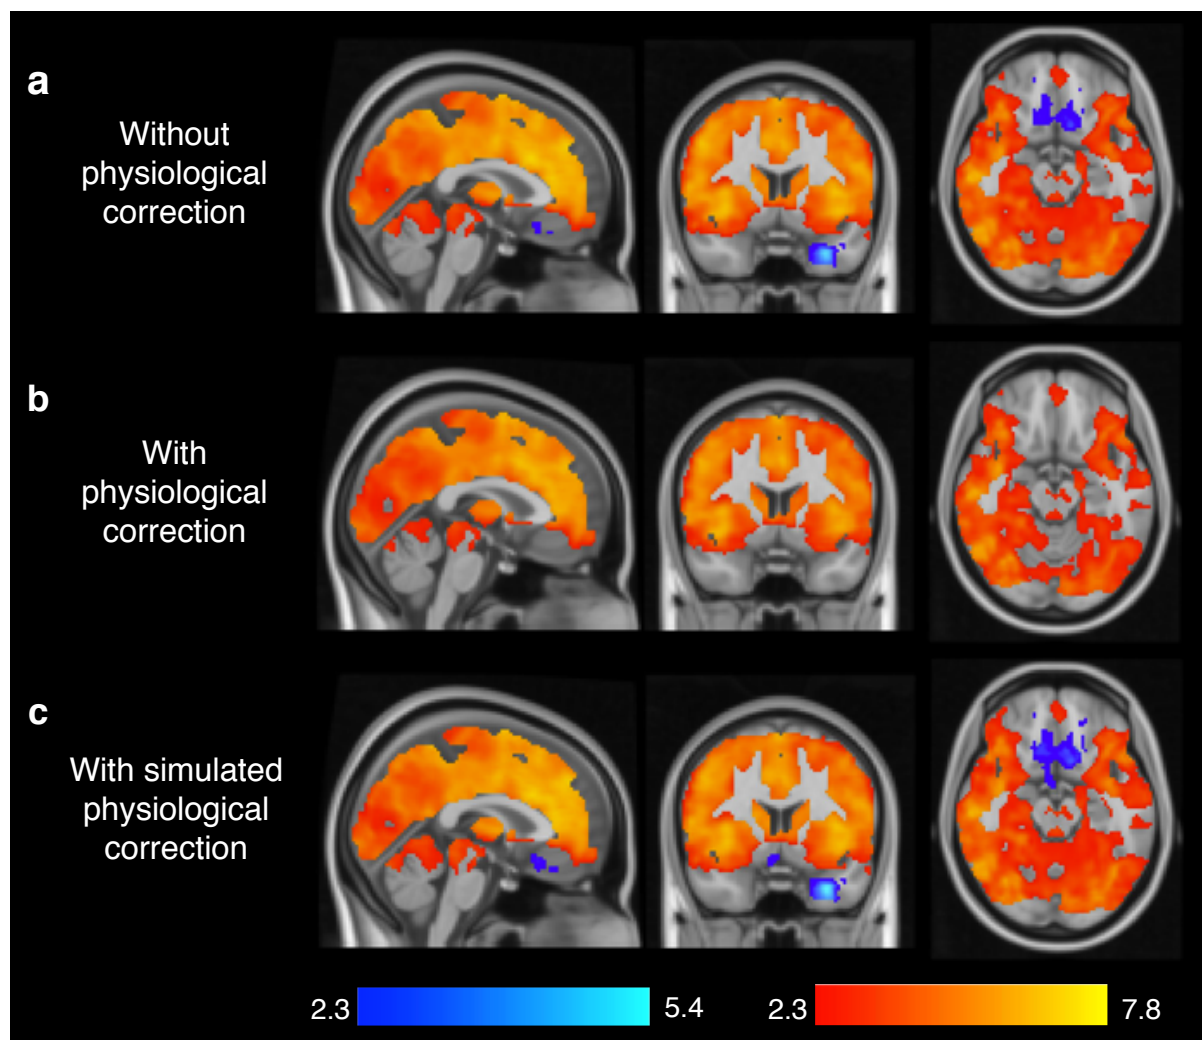 a
Without
physiological
correction
b
With
physiological
correction
c
With simulated
physiological
correction
2.3 5.4 2.3 7.8